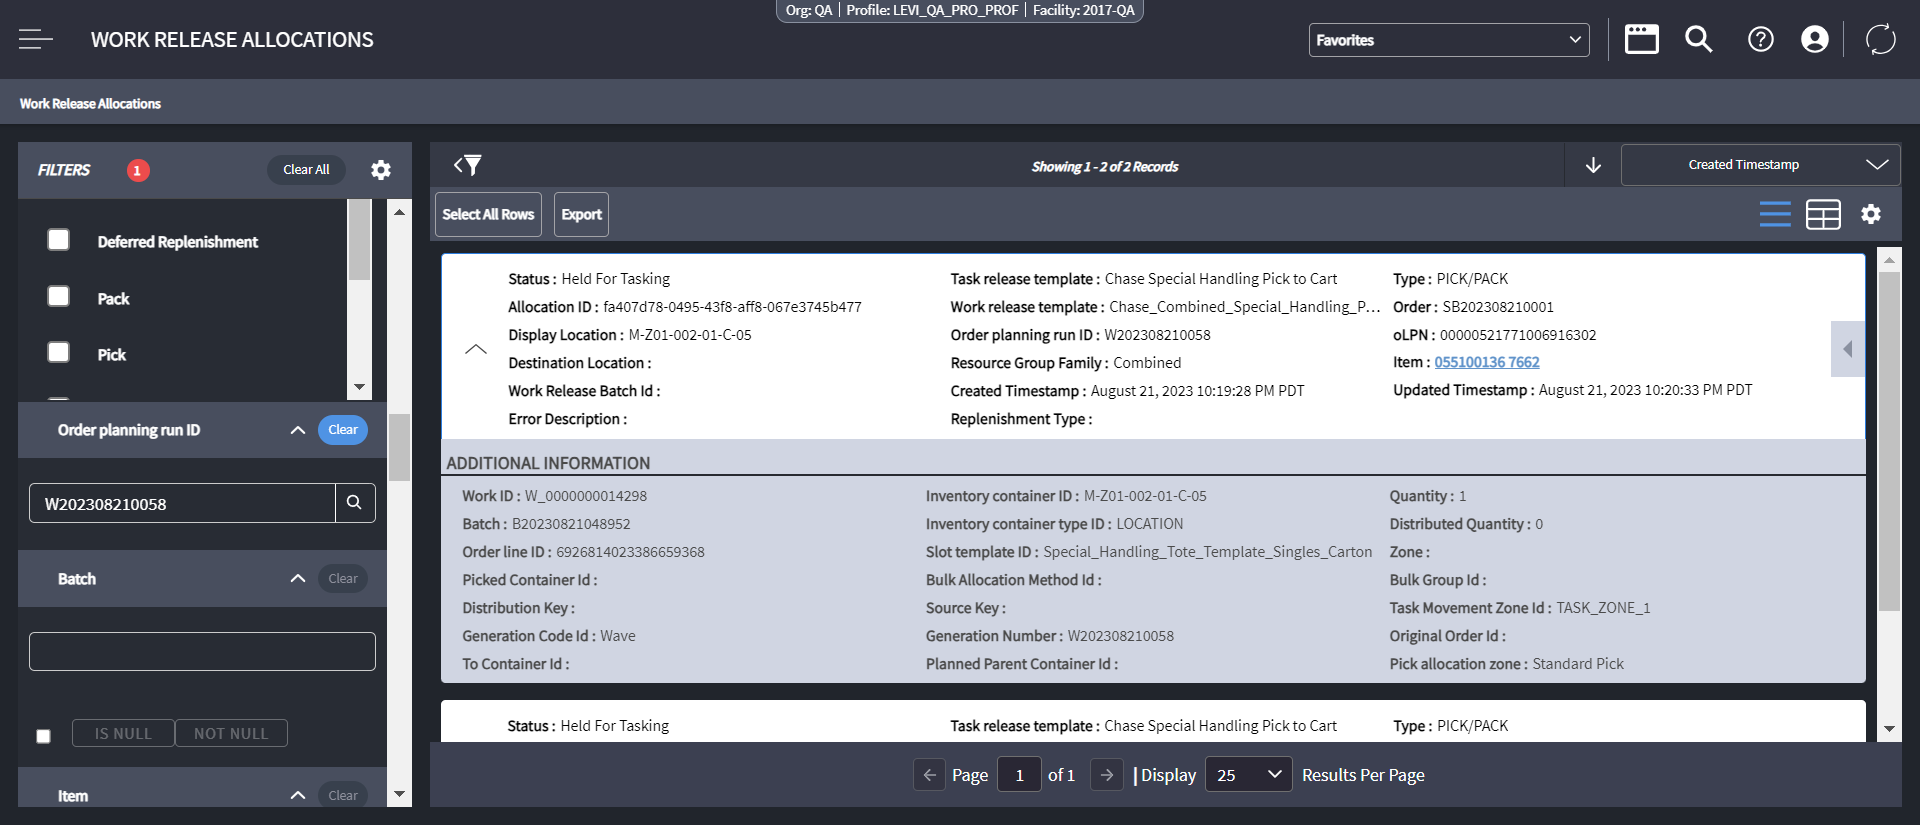 Org: QA | Profile: LEVI_QA_PRO_PROF | Facility: 2017-QA
WORK RELEASE ALLOCATIONS
Favorites
Work Release Allocations
FILTERS 1 Clear All
Deferred Replenishment
Pack
Pick
Order planning run ID Clear
W202308210058
Batch Clear
IS NULL NOT NULL
Item Clear
Showing 1 - 2 of 2 Records
Created Timestamp
Select All Rows Export
Status : Held For Tasking Task release template : Chase Special Handling Pick to Cart Type : PICK/PACK
Allocation ID : fa407d78-0495-43f8-aff8-067e3745b477 Work release template : Chase_Combined_Special_Handling_P... Order : SB202308210001
Display Location : M-Z01-002-01-C-05 Order planning run ID : W202308210058 oLPN : 00000521771006916302
Destination Location : Resource Group Family : Combined Item : 055100136 7662
Work Release Batch Id : Created Timestamp : August 21, 2023 10:19:28 PM PDT Updated Timestamp : August 21, 2023 10:20:33 PM PDT
Error Description : Replenishment Type :
ADDITIONAL INFORMATION
Work ID : W_0000000014298 Inventory container ID : M-Z01-002-01-C-05 Quantity : 1
Batch : B20230821048952 Inventory container type ID : LOCATION Distributed Quantity : 0
Order line ID : 6926814023386659368 Slot template ID : Special_Handling_Tote_Template_Singles_Carton Zone :
Picked Container Id : Bulk Allocation Method Id : Bulk Group Id :
Distribution Key : Source Key : Task Movement Zone Id : TASK_ZONE_1
Generation Code Id : Wave Generation Number : W202308210058 Original Order Id :
To Container Id : Planned Parent Container Id : Pick allocation zone : Standard Pick
Status : Held For Tasking Task release template : Chase Special Handling Pick to Cart Type : PICK/PACK
Page 1 of 1 | Display 25 Results Per Page